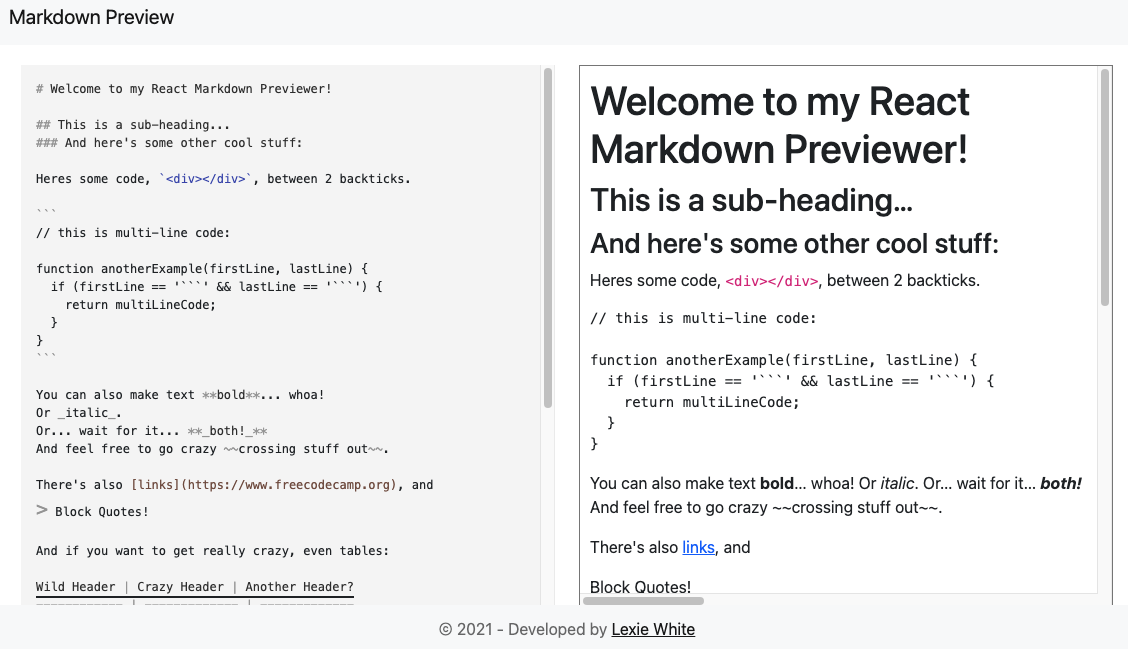 Markdown Preview
# Welcome to my React Markdown Previewer!
## This is a sub-heading...
### And here's some other cool stuff:
Heres some code, `<div></div>`, between 2 backticks.
```
// this is multi-line code:
function anotherExample(firstLine, lastLine) {
  if (firstLine == '```' && lastLine == '```') {
    return multiLineCode;
  }
}
```
You can also make text **bold**... whoa!
Or _italic_.
Or... wait for it... **_both!_**
And feel free to go crazy ~~crossing stuff out~~.
There's also [links](https://www.freecodecamp.org), and
> Block Quotes!
And if you want to get really crazy, even tables:
Wild Header | Crazy Header | Another Header?
------------ | ------------- | -------------
Welcome to my React
Markdown Previewer!
This is a sub-heading...
And here's some other cool stuff:
Heres some code, <div></div>, between 2 backticks.
// this is multi-line code:
function anotherExample(firstLine, lastLine) {
  if (firstLine == '```' && lastLine == '```') {
    return multiLineCode;
  }
}
You can also make text bold... whoa! Or italic. Or... wait for it... both!
And feel free to go crazy ~~crossing stuff out~~.
There's also links, and
Block Quotes!
© 2021 - Developed by Lexie White